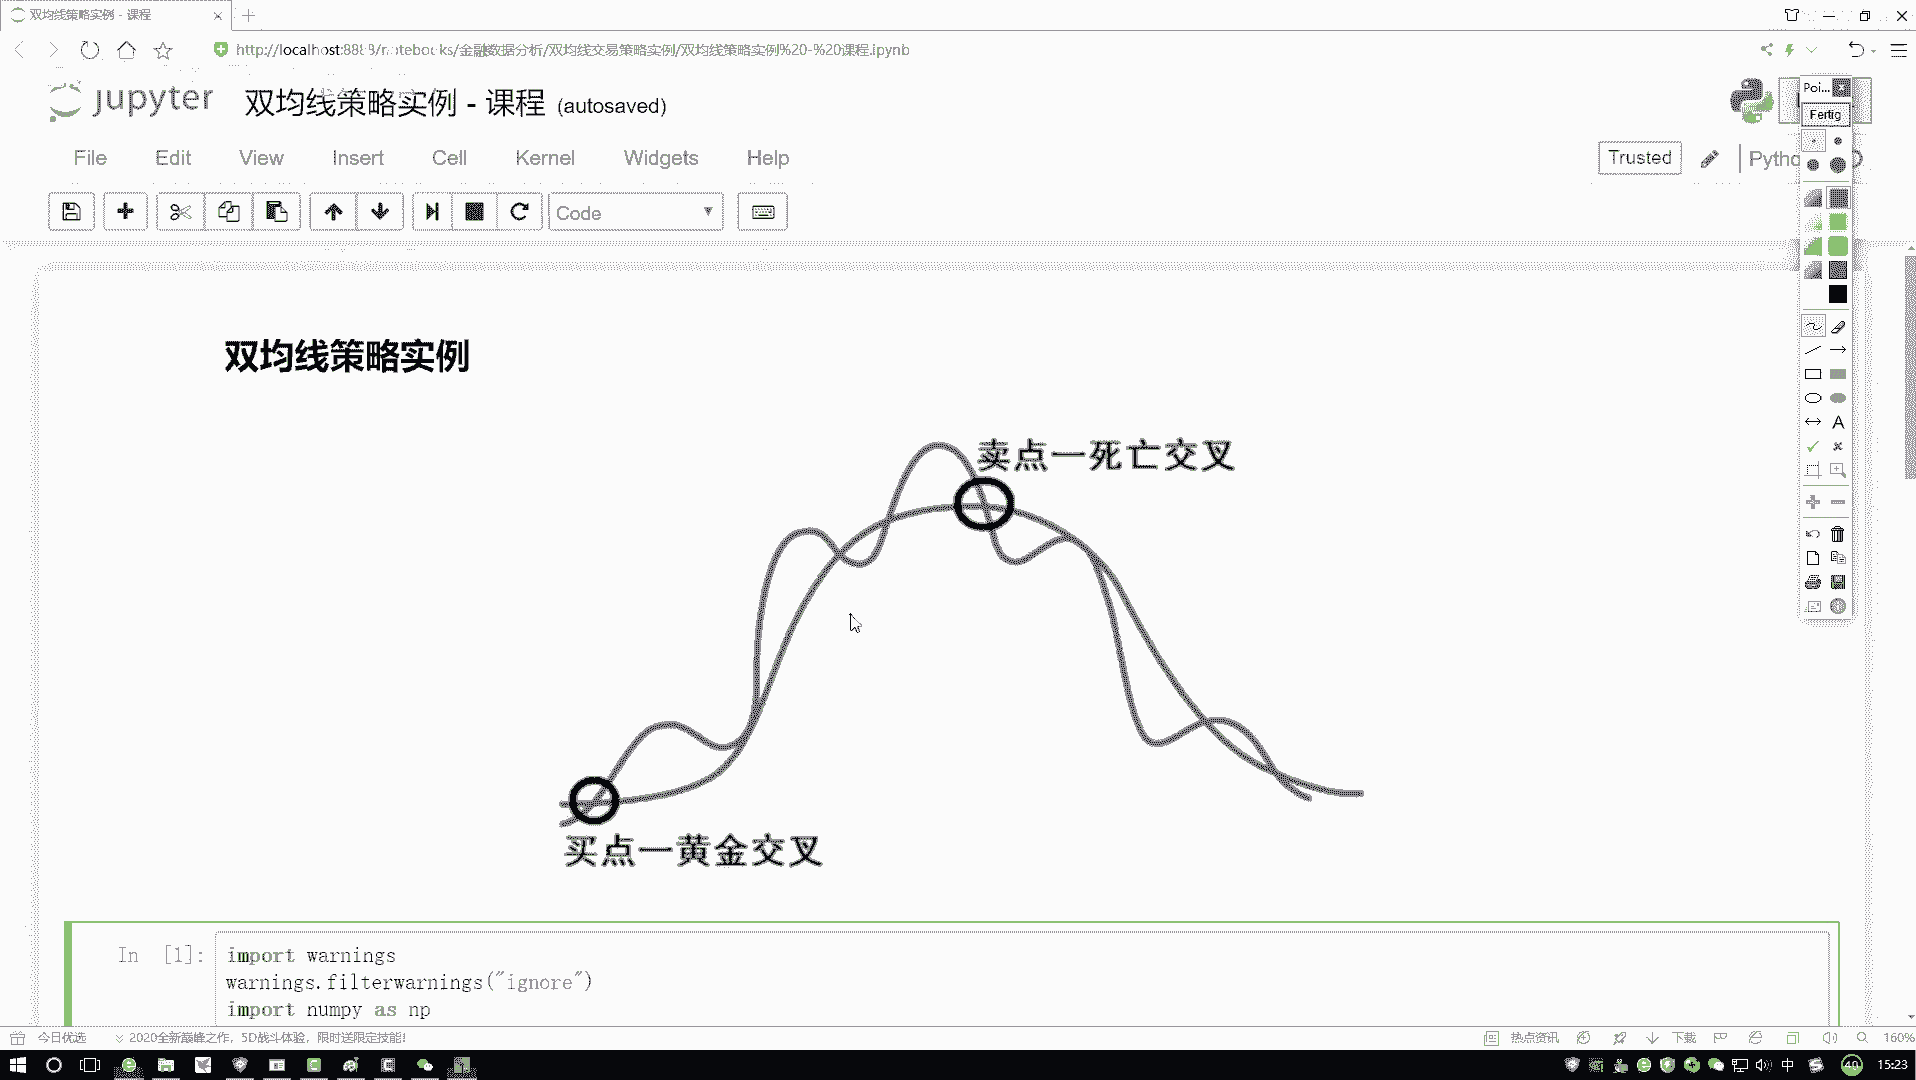 双均线策略实例 - 课程
http://localhost:8888/notebooks/金融数据分析/双均线交易策略实例/双均线策略实例%20-%20课程.ipynb
Poi...
Fertig
jupyter 双均线策略实例 - 课程 (autosaved)
File Edit View Insert Cell Kernel Widgets Help
Trusted
Code
A
双均线策略实例
卖点一死亡交叉
买点一黄金交叉
In [1]: import warnings
warnings.filterwarnings("ignore")
import numpy as np
今日优选 2020全新巅峰之作，5D战斗体验，限时送限定技能!
热点资讯 下载 160%
中 40 15:23